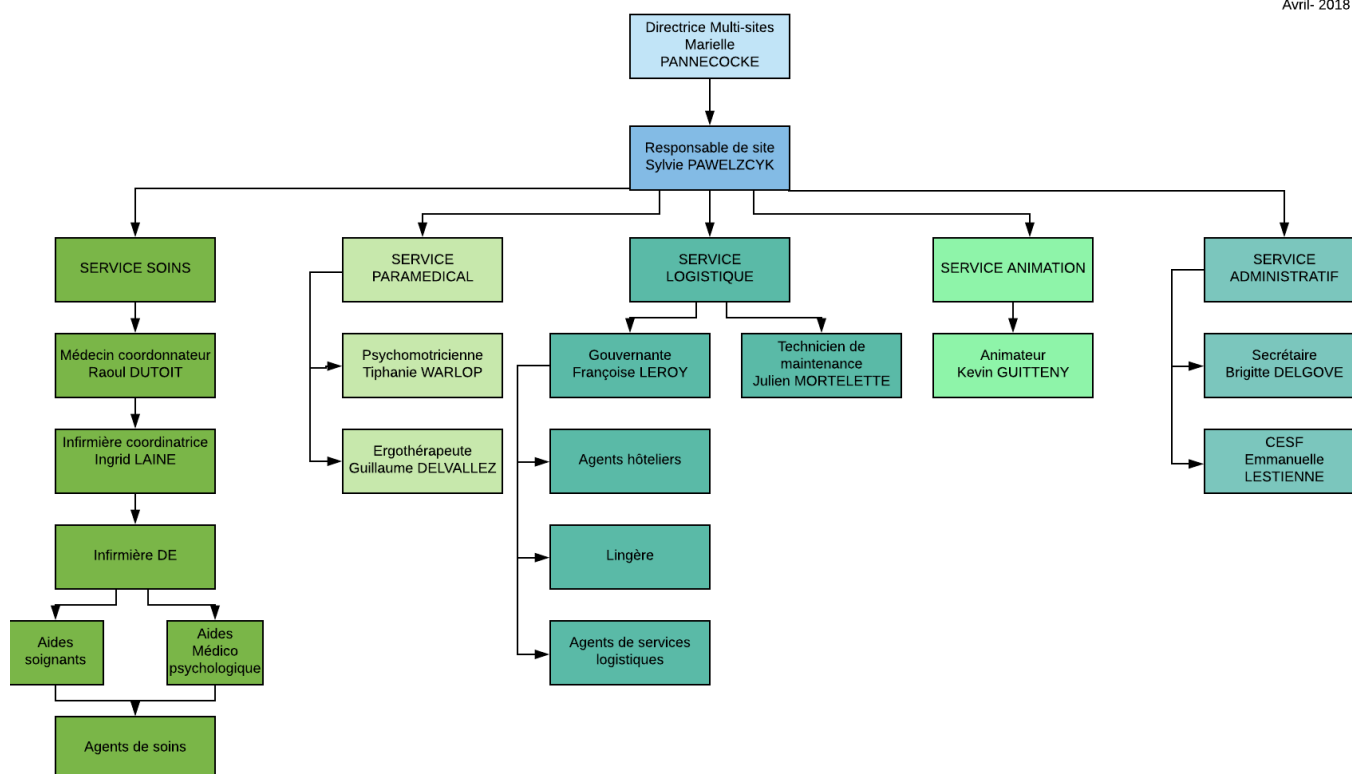 Avril- 2018
Directrice Multi-sites
Marielle
PANNECOCKE
Responsable de site
Sylvie PAWELZCYK
SERVICE SOINS
SERVICE
PARAMEDICAL
SERVICE
LOGISTIQUE
SERVICE ANIMATION
SERVICE
ADMINISTRATIF
Médecin coordonnateur
Raoul DUTOIT
Psychomotricienne
Tiphanie WARLOP
Gouvernante
Françoise LEROY
Technicien de
maintenance
Julien MORTELETTE
Animateur
Kevin GUITTENY
Secrétaire
Brigitte DELGOVE
Infirmière coordinatrice
Ingrid LAINE
Ergothérapeute
Guillaume DELVALLEZ
Agents hôteliers
CESF
Emmanuelle
LESTIENNE
Infirmière DE
Lingère
Aides
soignants
Aides
Médico
psychologique
Agents de services
logistiques
Agents de soins